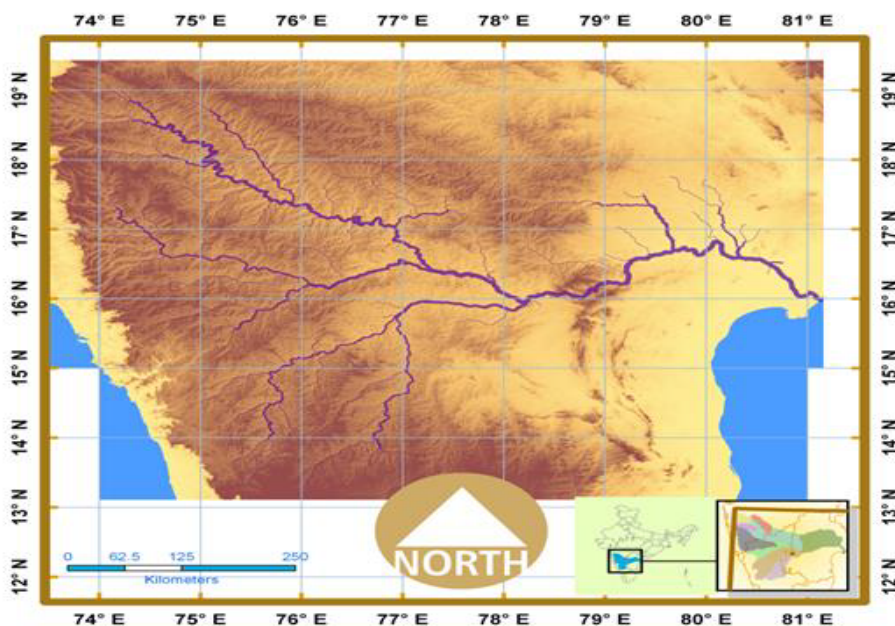 74° E 75° E 76° E 77° E 78° E 79° E 80° E 81° E
19° N 19° N
18° N 18° N
17° N 17° N
16° N 16° N
15° N 15° N
14° N 14° N
13° N 13° N
12° N 12° N
NORTH
0 62.5 125 250
Kilometers
74° E 75° E 76° E 77° E 78° E 79° E 80° E 81° E